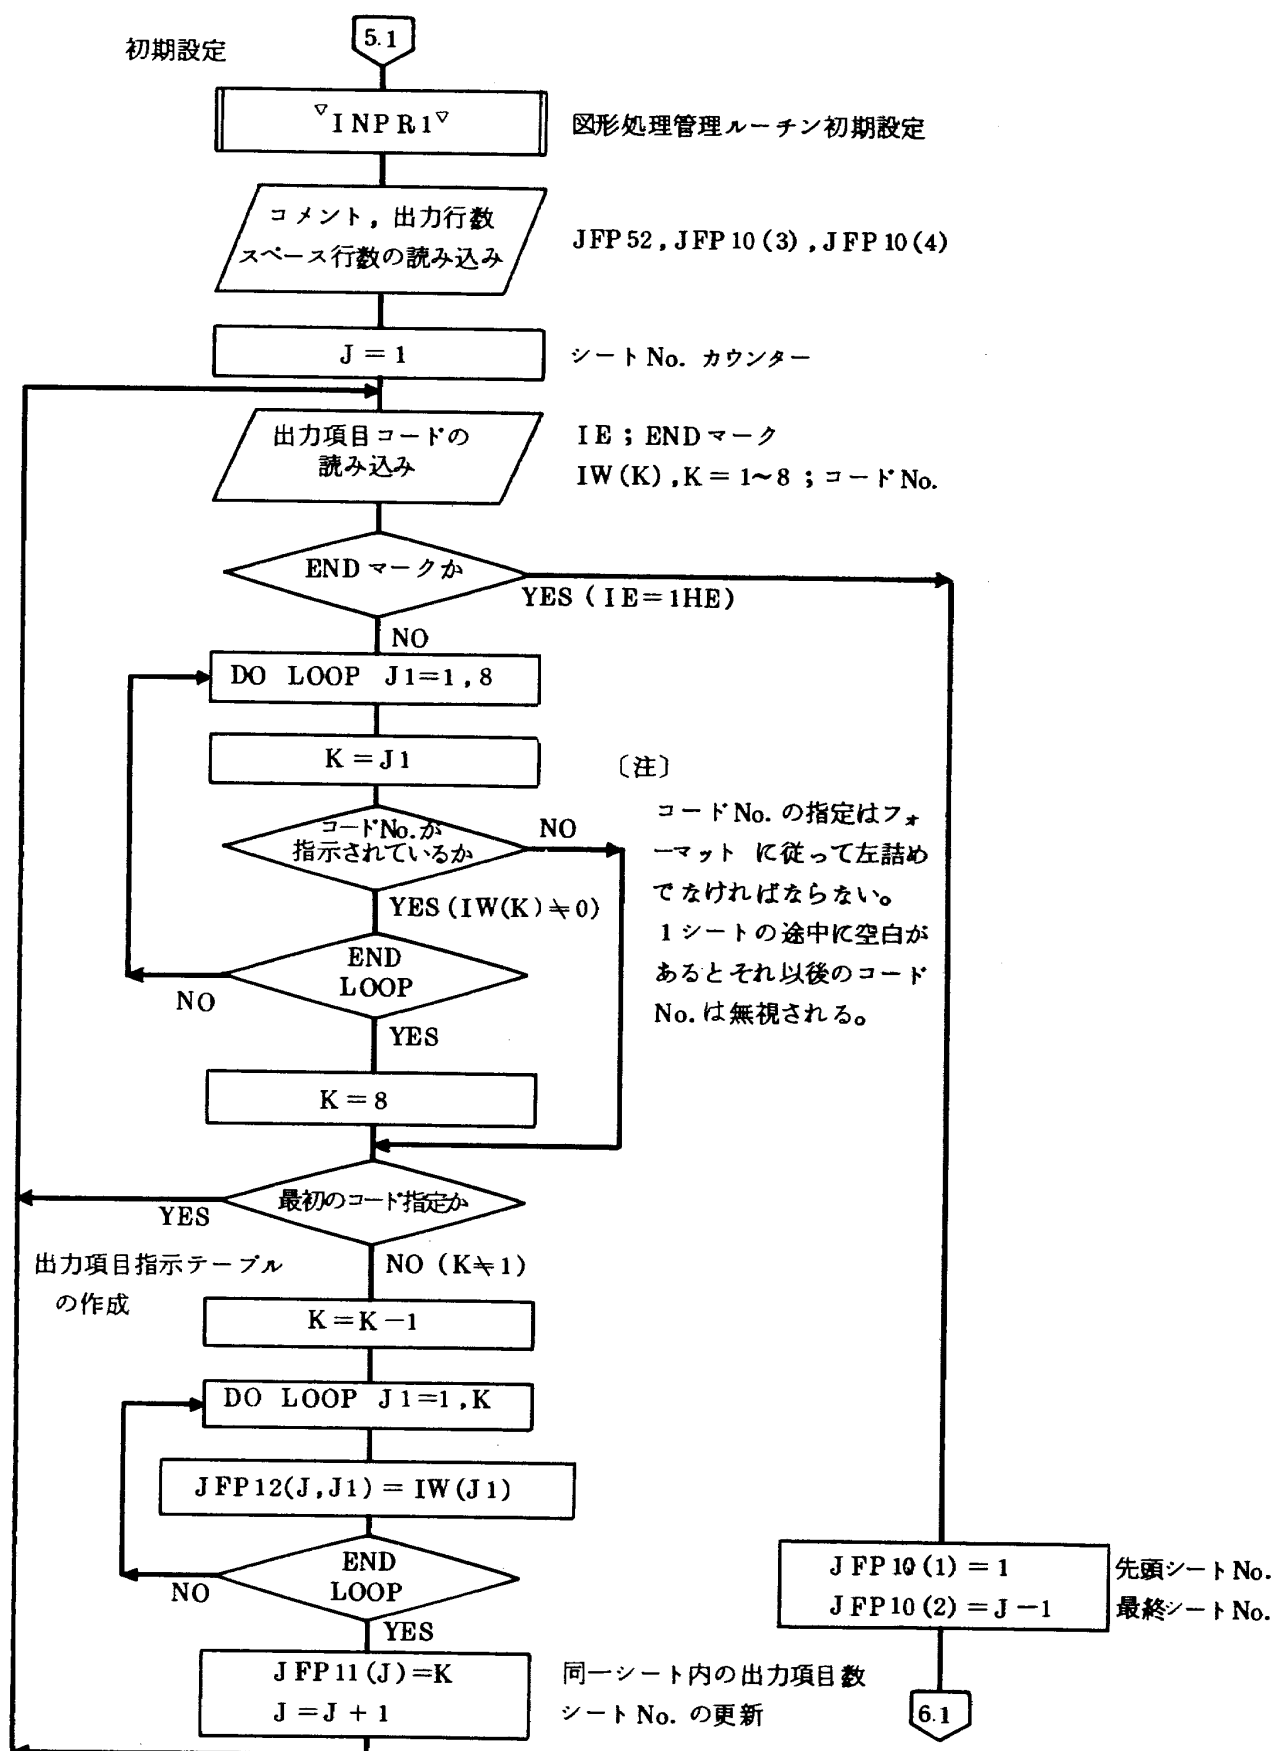 初期設定
5.1
▽INPR1▽
図形処理管理ルーチン初期設定
コメント，出力行数
スペース行数の読み込み
JFP52,JFP10(3),JFP10(4)
J=1
シートNo. カウンター
出力項目コードの
読み込み
IE；ENDマーク
IW(K),K=1~8；コードNo.
ENDマークか
YES (IE=1HE)
NO
DO LOOP J1=1,8
K=J1
〔注〕
コードNo. の指定はフォ
ーマット に従って左詰め
でなければならない。
1シートの途中に空白が
あるとそれ以後のコード
No. は無視される。
コードNo.が
指示されているか
NO
YES (IW(K)≒0)
END
LOOP
NO
YES
K=8
最初のコード指定か
YES
NO (K≒1)
出力項目指示テーブル
の作成
K=K-1
DO LOOP J1=1,K
JFP12(J,J1)=IW(J1)
END
LOOP
NO
YES
JFP11(J)=K
J=J+1
同一シート内の出力項目数
シートNo. の更新
JFP10(1)=1
JFP10(2)=J-1
先頭シートNo.
最終シートNo.
6.1